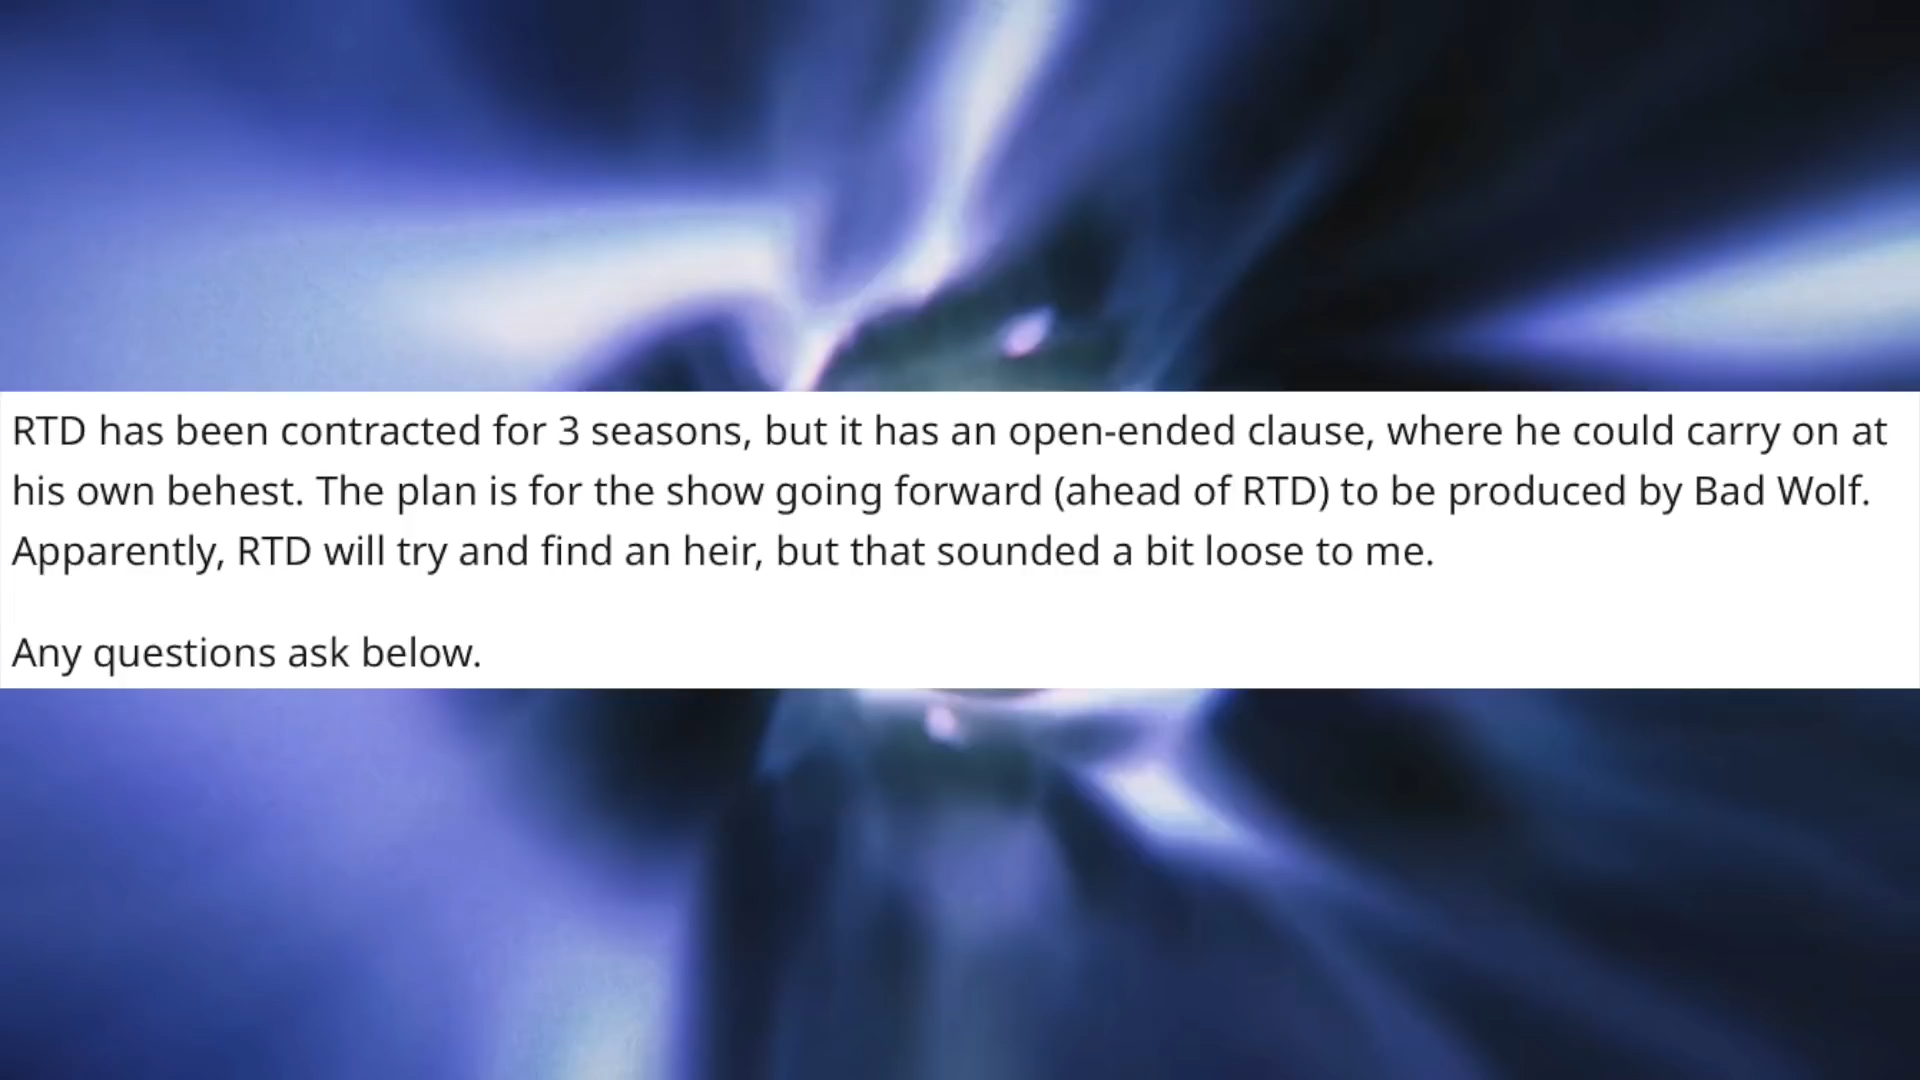 RTD has been contracted for 3 seasons, but it has an open-ended clause, where he could carry on at
his own behest. The plan is for the show going forward (ahead of RTD) to be produced by Bad Wolf.
Apparently, RTD will try and find an heir, but that sounded a bit loose to me.
Any questions ask below.